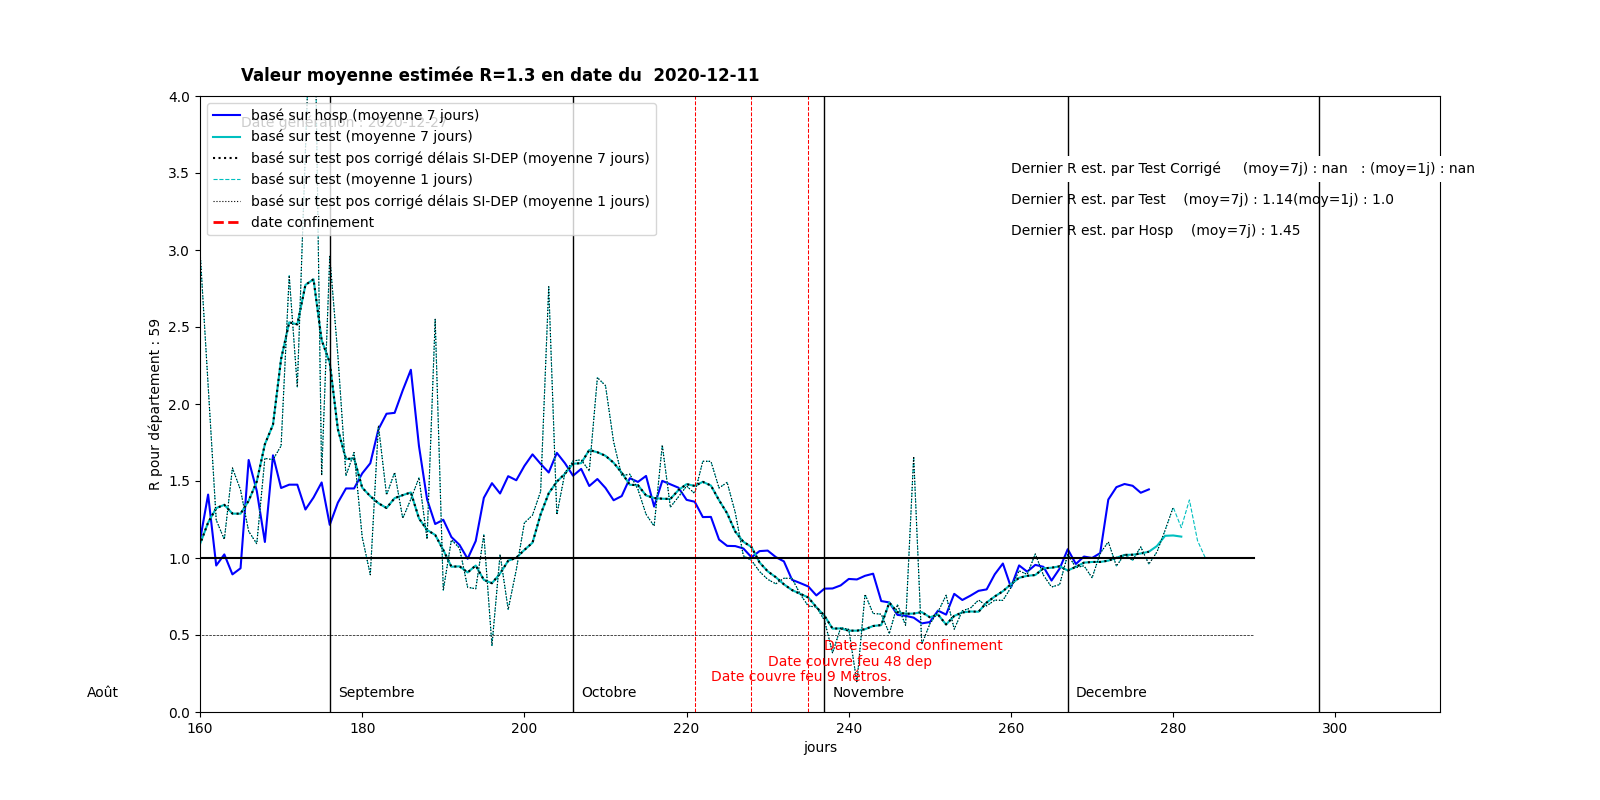 Valeur moyenne estimée R=1.3 en date du  2020-12-11
4.0
3.5
3.0
2.5
2.0
1.5
1.0
0.5
0.0
R pour département : 59
Date génération : 2020-12-27
basé sur hosp (moyenne 7 jours)
basé sur test (moyenne 7 jours)
basé sur test pos corrigé délais SI-DEP (moyenne 7 jours)
basé sur test (moyenne 1 jours)
basé sur test pos corrigé délais SI-DEP (moyenne 1 jours)
date confinement
Dernier R est. par Test Corrigé     (moy=7j) : nan   : (moy=1j) : nan
Dernier R est. par Test    (moy=7j) : 1.14(moy=1j) : 1.0
Dernier R est. par Hosp    (moy=7j) : 1.45
Date second confinement
Date couvre feu 48 dep
Date couvre feu 9 Métros.
Août
Septembre
Octobre
Novembre
Decembre
160
180
200
220
240
260
280
300
jours